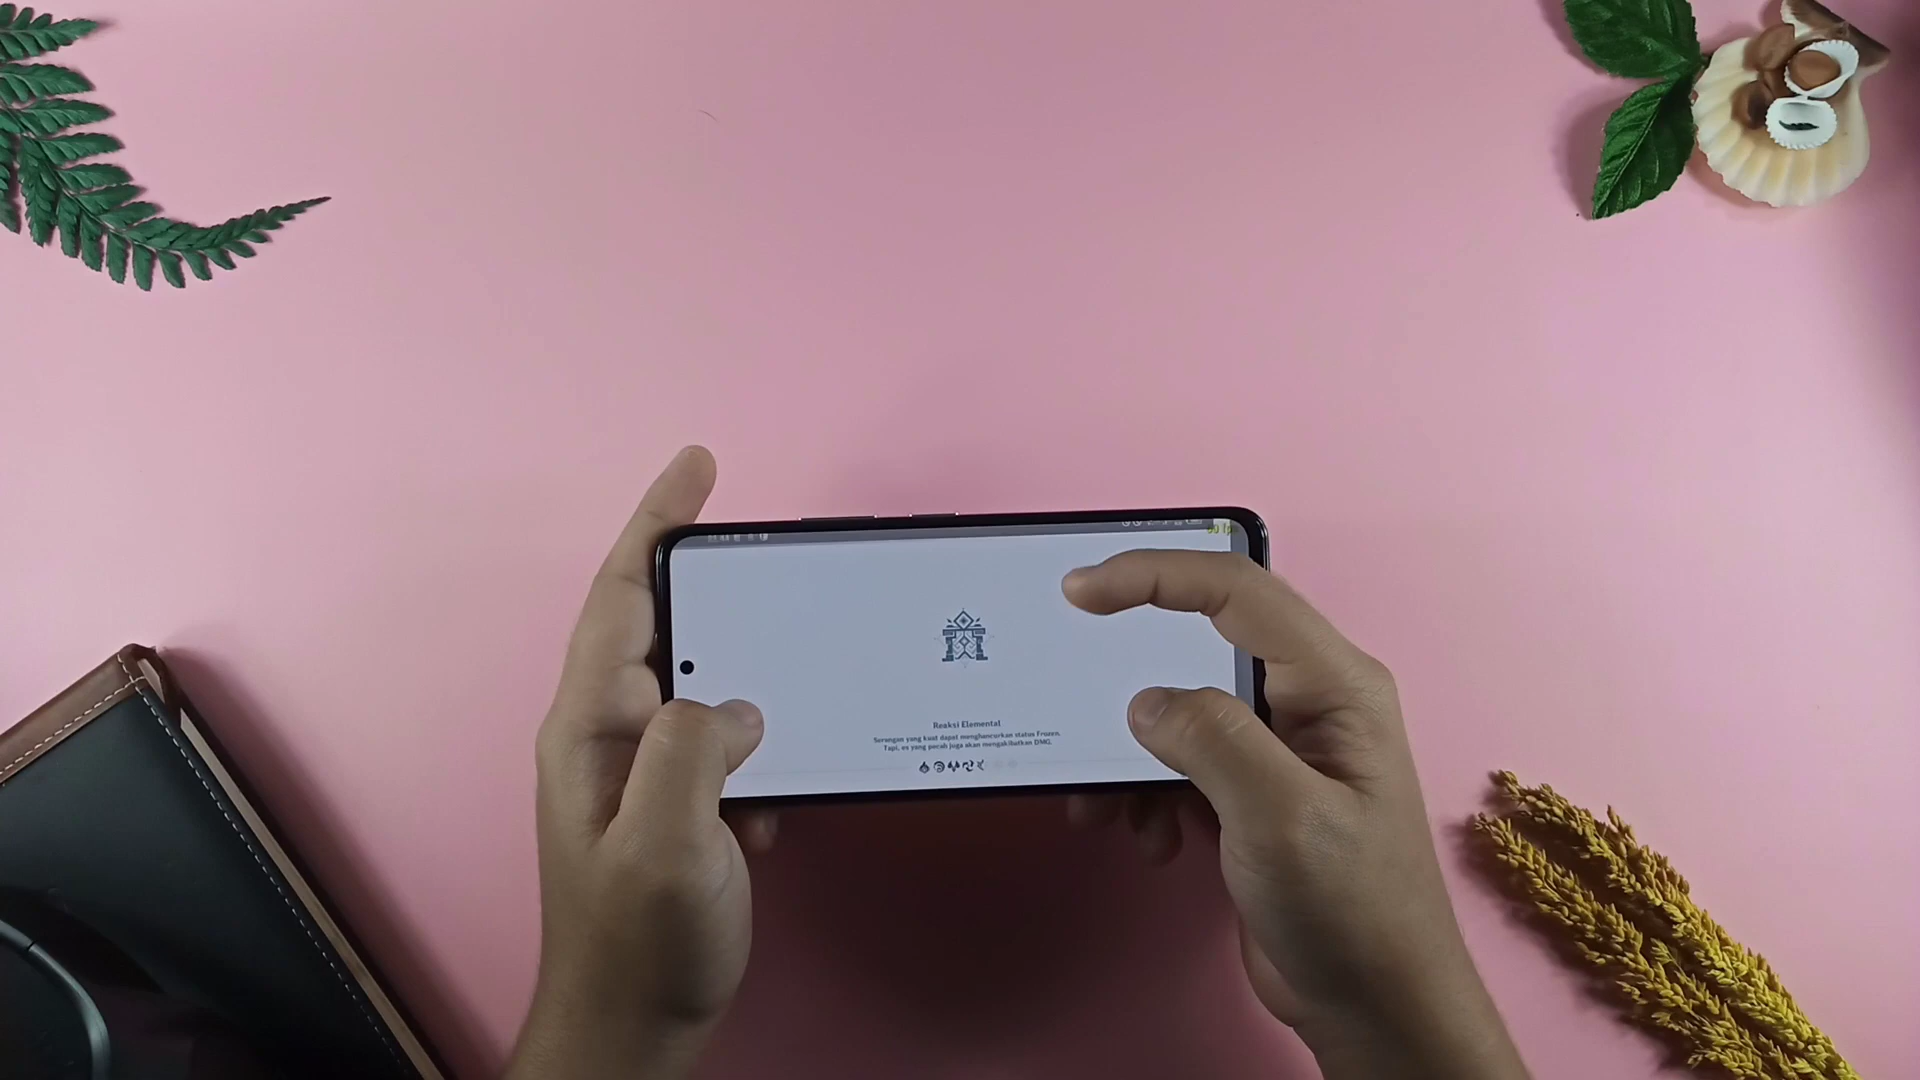 Reaksi Elemental
Serangan yang kuat dapat menghancurkan status Frozen.
Tapi, es yang pecah juga akan mengakibatkan DMG.